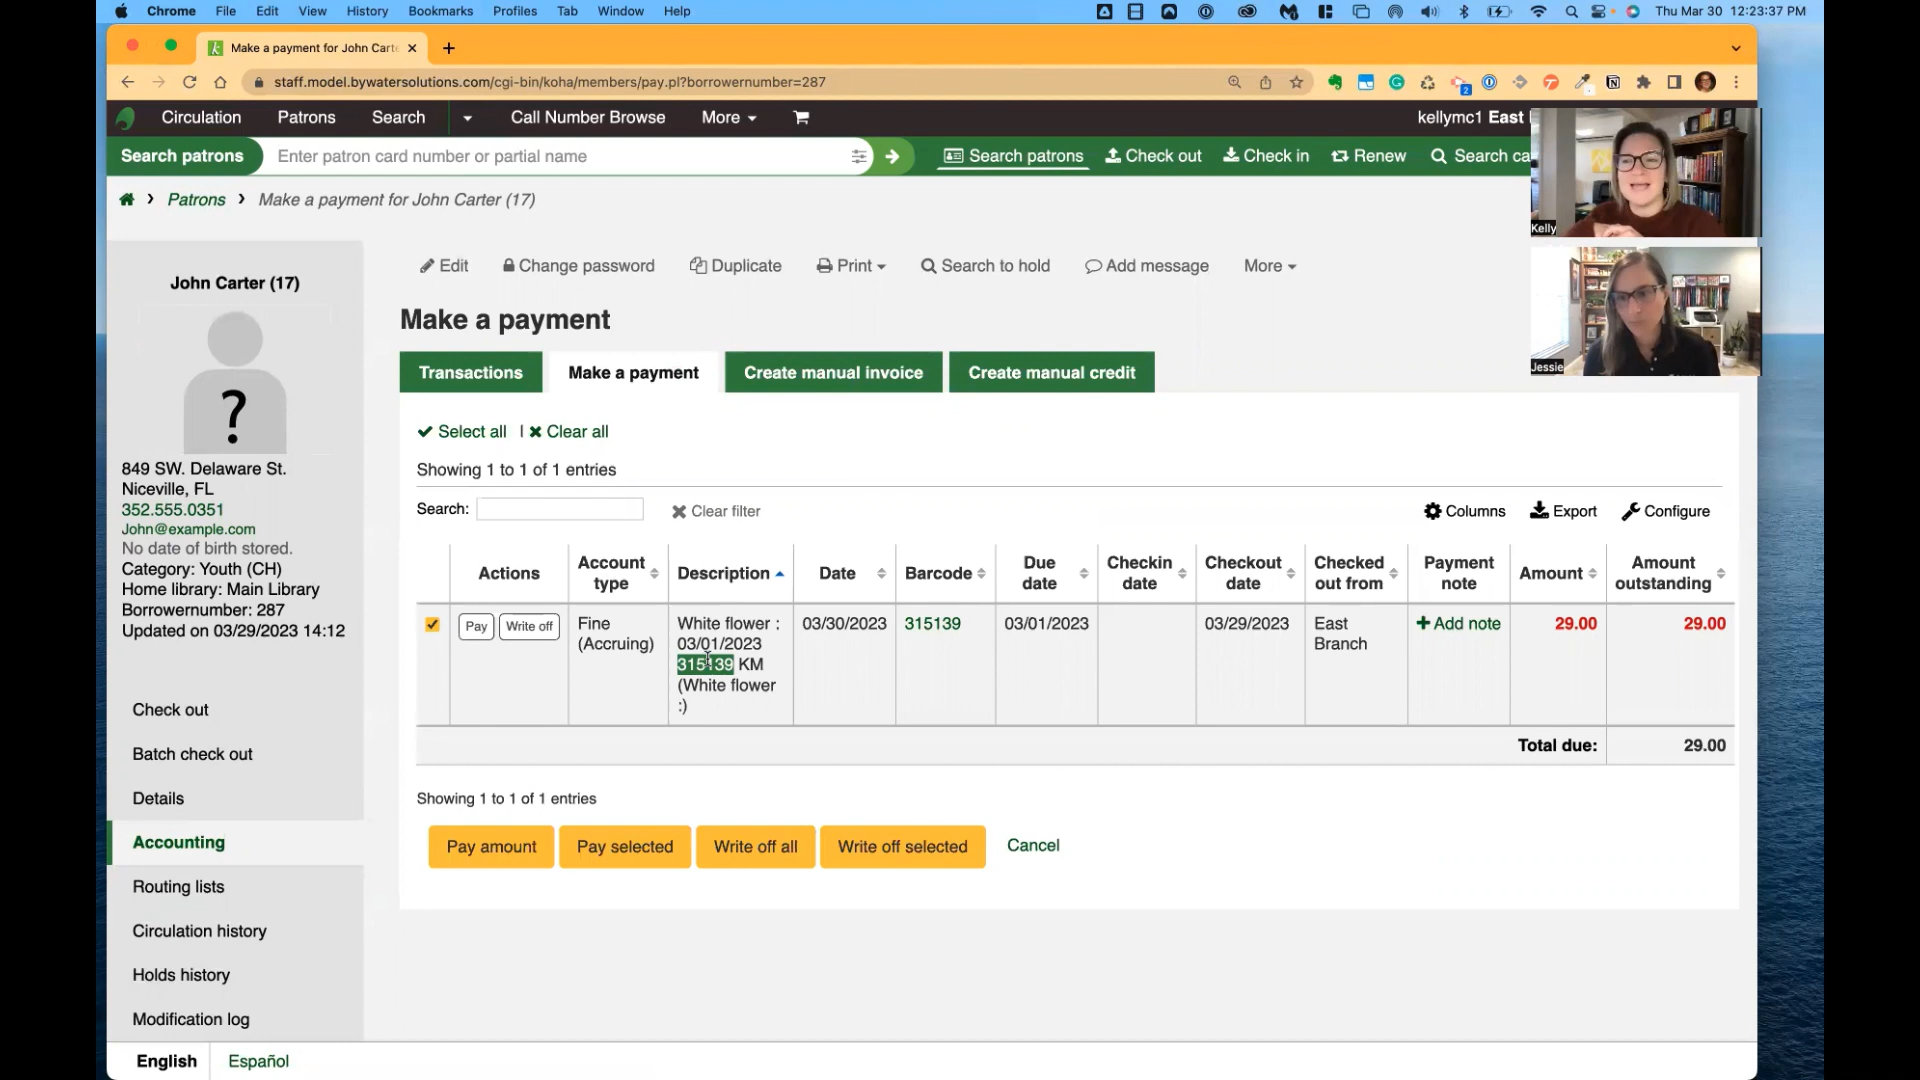 Chrome File Edit View History Bookmarks Profiles Tab Window Help Thu Mar 30 12:23:37 PM
Make a payment for John Carte
staff.model.bywatersolutions.com/cgi-bin/koha/members/pay.pl?borrowernumber=287
2
Circulation Patrons Search Call Number Browse More kellymc1 East
Search patrons Enter patron card number or partial name Search patrons Check out Check in Renew Search ca
Kelly
Jessie
Patrons Make a payment for John Carter (17)
John Carter (17)
?
849 SW. Delaware St.
Niceville, FL
352.555.0351
John@example.com
No date of birth stored.
Category: Youth (CH)
Home library: Main Library
Borrowernumber: 287
Updated on 03/29/2023 14:12
Check out
Batch check out
Details
Accounting
Routing lists
Circulation history
Holds history
Modification log
Edit Change password Duplicate Print Search to hold Add message More
Make a payment
Transactions Make a payment Create manual invoice Create manual credit
Select all | Clear all
Showing 1 to 1 of 1 entries
Search: Clear filter Columns Export Configure
Actions Account type Description Date Barcode Due date Checkin date Checkout date Checked out from Payment note Amount Amount outstanding
Pay Write off
Fine
(Accruing)
White flower :
03/01/2023
315139 KM
(White flower
:)
03/30/2023 315139 03/01/2023 03/29/2023
East
Branch
Add note 29.00 29.00
Total due: 29.00
Showing 1 to 1 of 1 entries
Pay amount Pay selected Write off all Write off selected Cancel
English Español